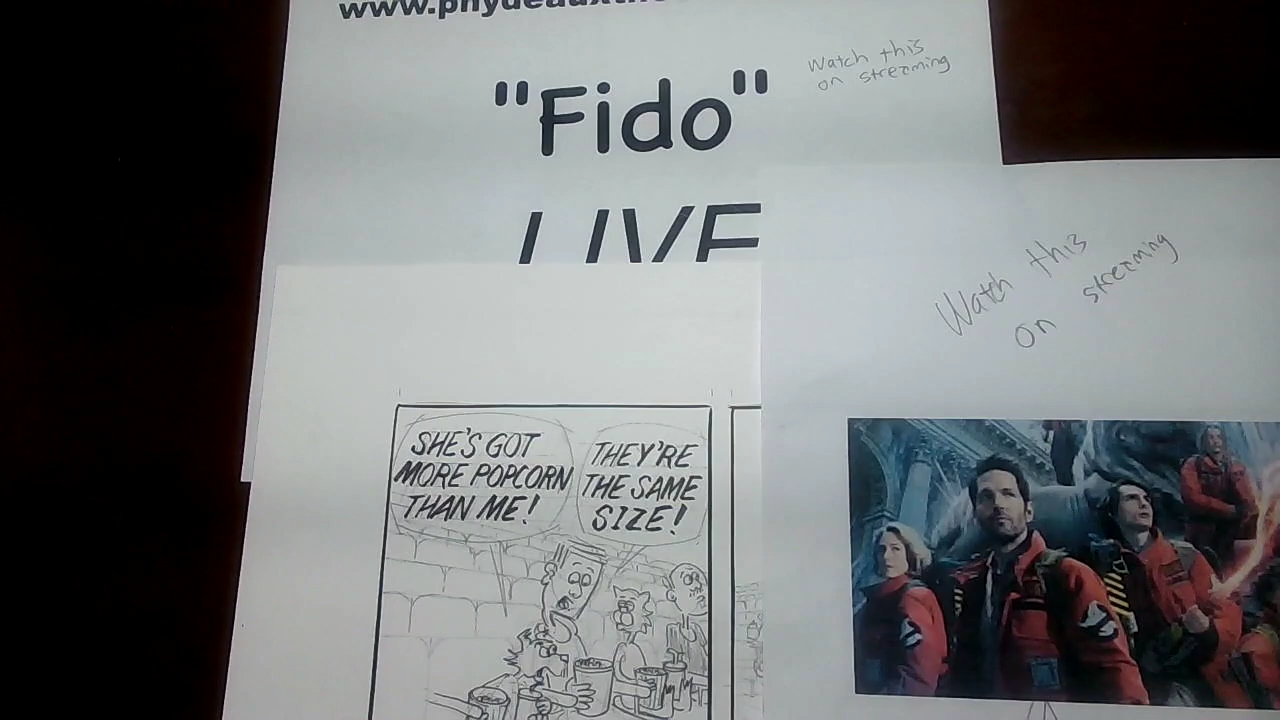 "Fido"
Watch this
on streaming
LIVE
Watch this
on streaming
SHE'S GOT
MORE POPCORN
THAN ME!
THEY'RE
THE SAME
SIZE!